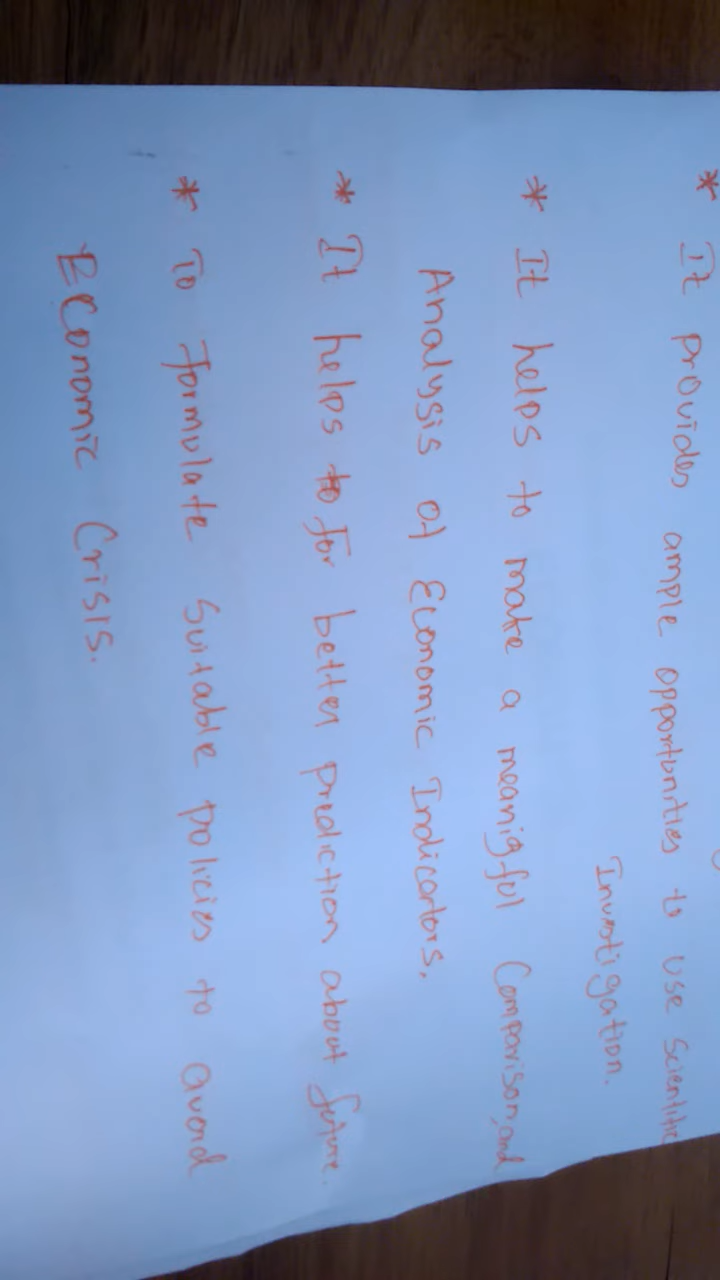 * It provides ample opportunities to use scientific
Investigation.
* It helps to make a meanigful Comparison, and
Analysis of Economic Indicators.
* It helps to for better prediction about future.
* To formulate suitable policies to avoid
Economic Crisis.